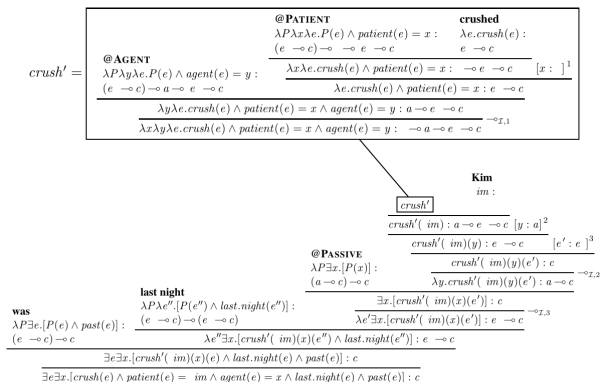 @PATIENT crushed
λPλxλe.P(e) ∧ patient(e) = x : λe.crush(e) :
(e ⊸ c) ⊸ ⊸ e ⊸ c e ⊸ c
@AGENT
λPλyλe.P(e) ∧ agent(e) = y : λxλe.crush(e) ∧ patient(e) = x : ⊸ e ⊸ c [x : ]1
crush′ =
(e ⊸ c) ⊸ a ⊸ e ⊸ c λe.crush(e) ∧ patient(e) = x : e ⊸ c
λyλe.crush(e) ∧ patient(e) = x ∧ agent(e) = y : a ⊸ e ⊸ c
⊸I,1
λxλyλe.crush(e) ∧ patient(e) = x ∧ agent(e) = y : ⊸ a ⊸ e ⊸ c
Kim
im :
crush′
crush′( im) : a ⊸ e ⊸ c [y : a]2
crush′( im)(y) : e ⊸ c [e′ : e ]3
@PASSIVE
λP∃x.[P(x)] : crush′( im)(y)(e′) : c
⊸I,2
(a ⊸ c) ⊸ c λy.crush′( im)(y)(e′) : a ⊸ c
last night
λPλe″.[P(e″) ∧ last.night(e″)] : ∃x.[crush′( im)(x)(e′)] : c
⊸I,3
(e ⊸ c) ⊸ (e ⊸ c) λe′∃x.[crush′( im)(x)(e′)] : e ⊸ c
was
λP∃e.[P(e) ∧ past(e)] :
(e ⊸ c) ⊸ c λe″∃x.[crush′( im)(x)(e″) ∧ last.night(e″)] : e ⊸ c
∃e∃x.[crush′( im)(x)(e) ∧ last.night(e) ∧ past(e)] : c
∃e∃x.[crush(e) ∧ patient(e) = im ∧ agent(e) = x ∧ last.night(e) ∧ past(e)] : c